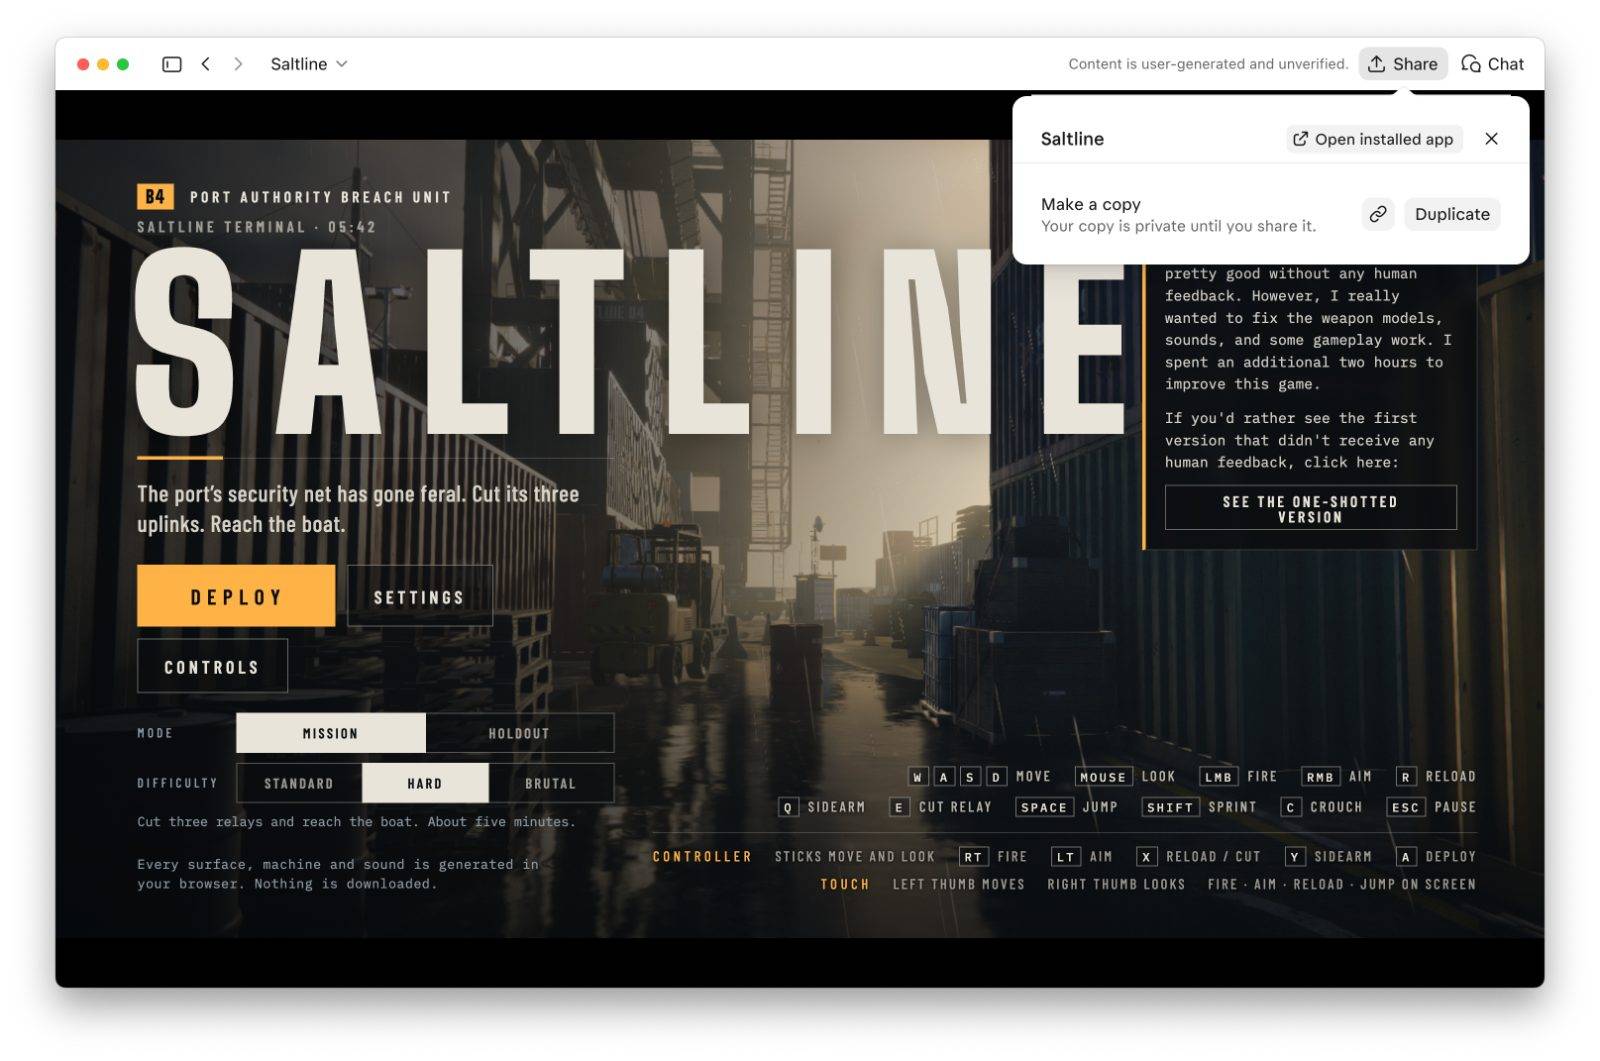 Saltline
Content is user-generated and unverified.
Share
Chat
Saltline
Open installed app
Make a copy
Your copy is private until you share it.
Duplicate
B4 PORT AUTHORITY BREACH UNIT
SALTLINE TERMINAL · 05:42
SALTLINE
pretty good without any human
feedback. However, I really
wanted to fix the weapon models,
sounds, and some gameplay work. I
spent an additional two hours to
improve this game.
If you'd rather see the first
version that didn't receive any
human feedback, click here:
SEE THE ONE-SHOTTED
VERSION
The port’s security net has gone feral. Cut its three
uplinks. Reach the boat.
DEPLOY
SETTINGS
CONTROLS
MODE MISSION HOLDOUT
DIFFICULTY STANDARD HARD BRUTAL
Cut three relays and reach the boat. About five minutes.
Every surface, machine and sound is generated in
your browser. Nothing is downloaded.
W A S D MOVE MOUSE LOOK LMB FIRE RMB AIM R RELOAD
Q SIDEARM E CUT RELAY SPACE JUMP SHIFT SPRINT C CROUCH ESC PAUSE
CONTROLLER STICKS MOVE AND LOOK RT FIRE LT AIM X RELOAD / CUT Y SIDEARM A DEPLOY
TOUCH LEFT THUMB MOVES RIGHT THUMB LOOKS FIRE · AIM · RELOAD · JUMP ON SCREEN